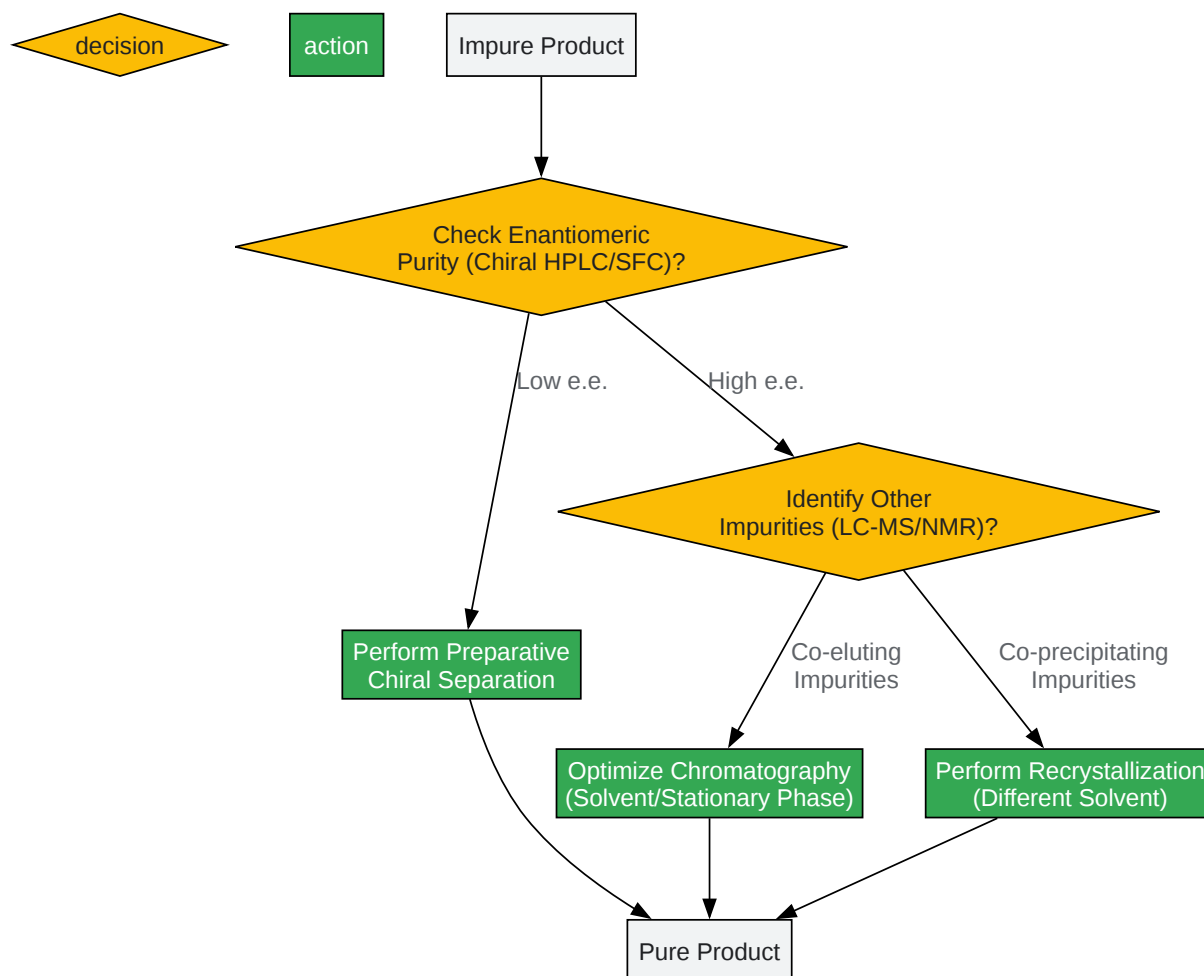 decision
action
Impure Product
Check Enantiomeric
Purity (Chiral HPLC/SFC)?
Low e.e.
High e.e.
Identify Other
Impurities (LC-MS/NMR)?
Perform Preparative
Chiral Separation
Co-eluting
Impurities
Co-precipitating
Impurities
Optimize Chromatography
(Solvent/Stationary Phase)
Perform Recrystallization
(Different Solvent)
Pure Product